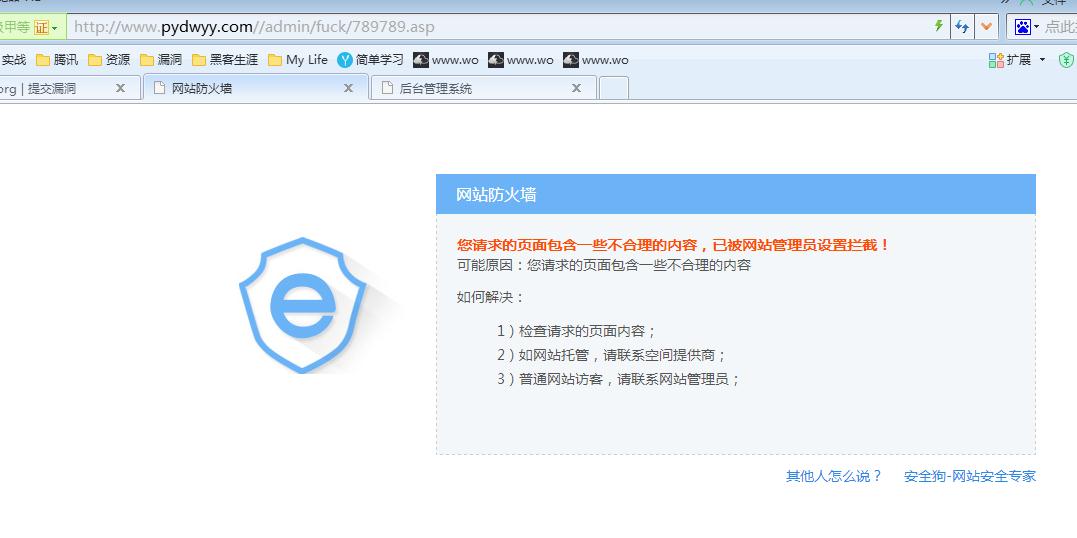 级甲等 证 http://www.pydwyy.com//admin/fuck/789789.asp
实战 腾讯 资源 漏洞 黑客生涯 My Life 简单学习 www.wo www.wo www.wo 扩展
org | 提交漏洞 x 网站防火墙 x 后台管理系统 x
网站防火墙
您请求的页面包含一些不合理的内容，已被网站管理员设置拦截！
可能原因：您请求的页面包含一些不合理的内容
如何解决：
1）检查请求的页面内容；
2）如网站托管，请联系空间提供商；
3）普通网站访客，请联系网站管理员；
其他人怎么说？ 安全狗-网站安全专家